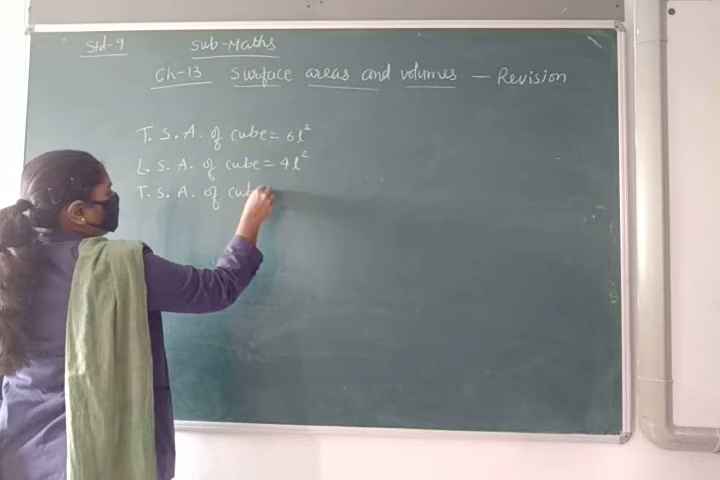 Std-9 Sub-Maths
Ch-13 Surface areas and volumes — Revision
T. S. A. of cube = 6l²
L. S. A. of cube = 4l²
T. S. A. of cub